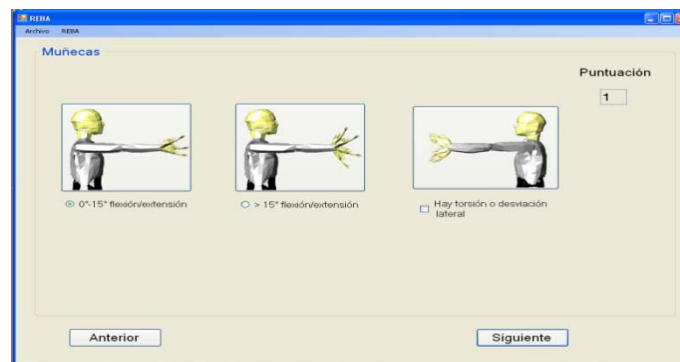 REBA
Archivo REBA
Muñecas
Puntuación
1
0°-15° flexión/extensión
> 15° flexión/extensión
Hay torsión o desviación
lateral
Anterior
Siguiente